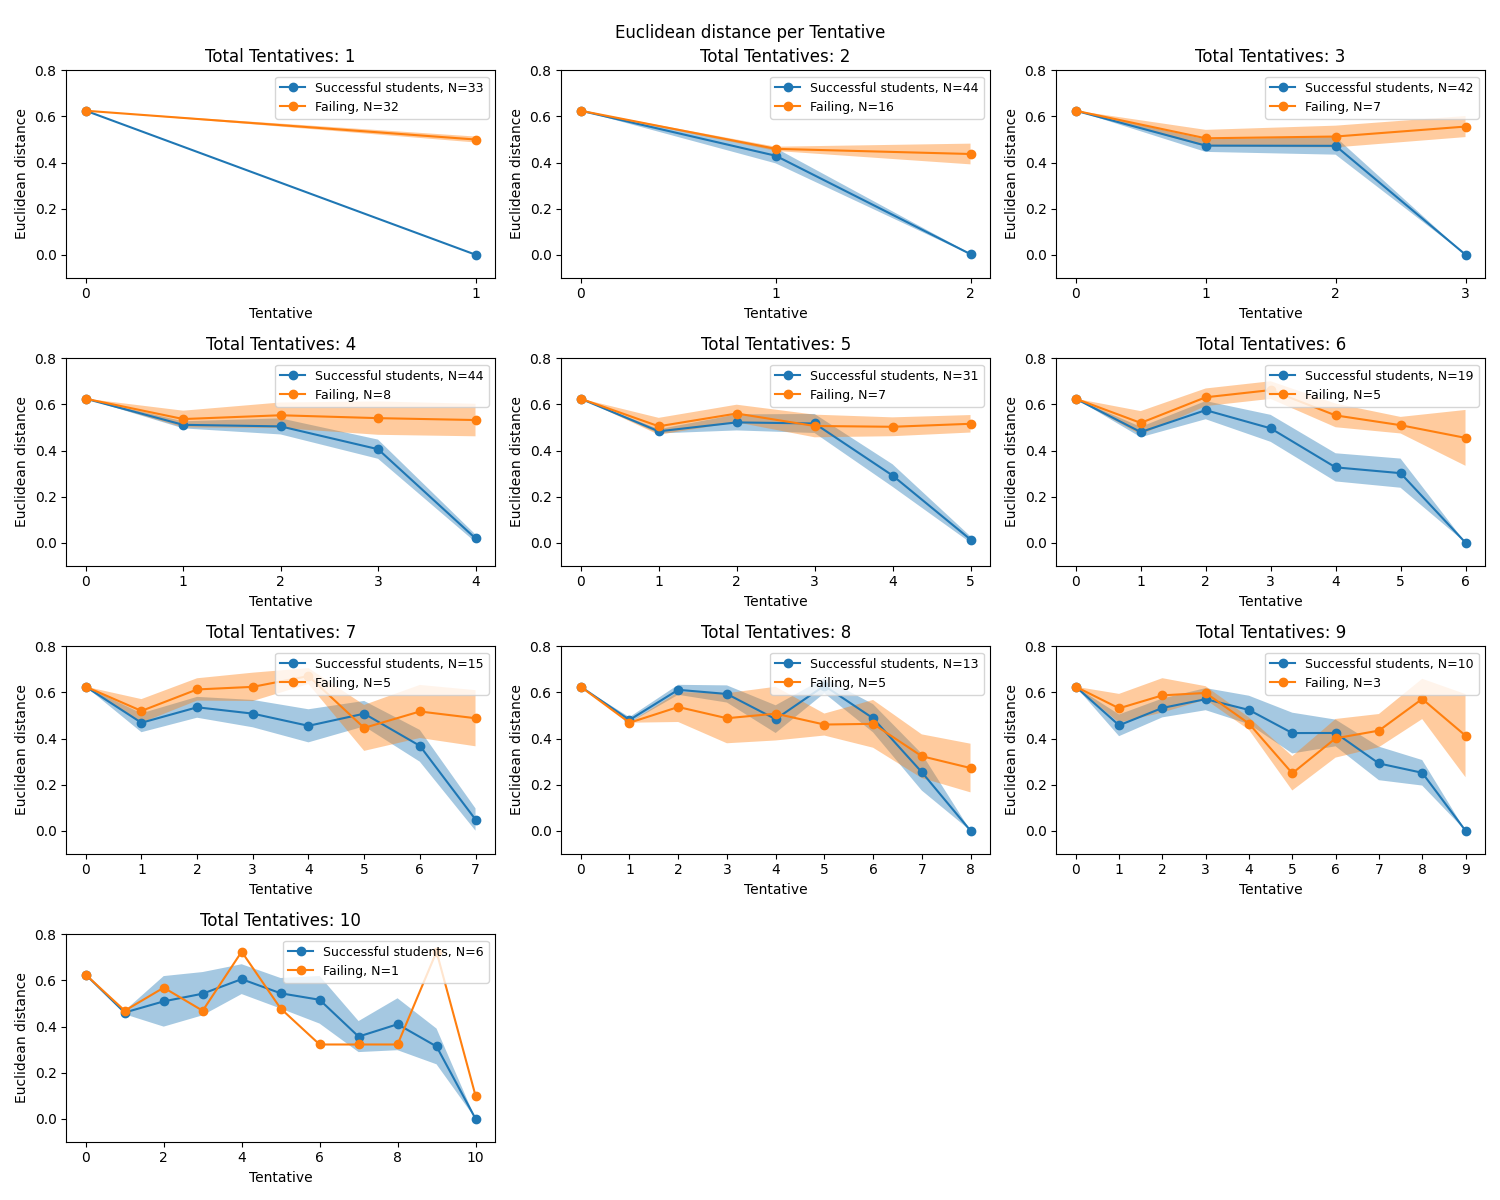 Euclidean distance per Tentative
Total Tentatives: 1
Successful students, N=33
Failing, N=32
0.8
0.6
0.4
0.2
0.0
Euclidean distance
0 1
Tentative
Total Tentatives: 2
Successful students, N=44
Failing, N=16
0.8
0.6
0.4
0.2
0.0
Euclidean distance
0 1 2
Tentative
Total Tentatives: 3
Successful students, N=42
Failing, N=7
0.8
0.6
0.4
0.2
0.0
Euclidean distance
0 1 2 3
Tentative
Total Tentatives: 4
Successful students, N=44
Failing, N=8
0.8
0.6
0.4
0.2
0.0
Euclidean distance
0 1 2 3 4
Tentative
Total Tentatives: 5
Successful students, N=31
Failing, N=7
0.8
0.6
0.4
0.2
0.0
Euclidean distance
0 1 2 3 4 5
Tentative
Total Tentatives: 6
Successful students, N=19
Failing, N=5
0.8
0.6
0.4
0.2
0.0
Euclidean distance
0 1 2 3 4 5 6
Tentative
Total Tentatives: 7
Successful students, N=15
Failing, N=5
0.8
0.6
0.4
0.2
0.0
Euclidean distance
0 1 2 3 4 5 6 7
Tentative
Total Tentatives: 8
Successful students, N=13
Failing, N=5
0.8
0.6
0.4
0.2
0.0
Euclidean distance
0 1 2 3 4 5 6 7 8
Tentative
Total Tentatives: 9
Successful students, N=10
Failing, N=3
0.8
0.6
0.4
0.2
0.0
Euclidean distance
0 1 2 3 4 5 6 7 8 9
Tentative
Total Tentatives: 10
Successful students, N=6
Failing, N=1
0.8
0.6
0.4
0.2
0.0
Euclidean distance
0 2 4 6 8 10
Tentative